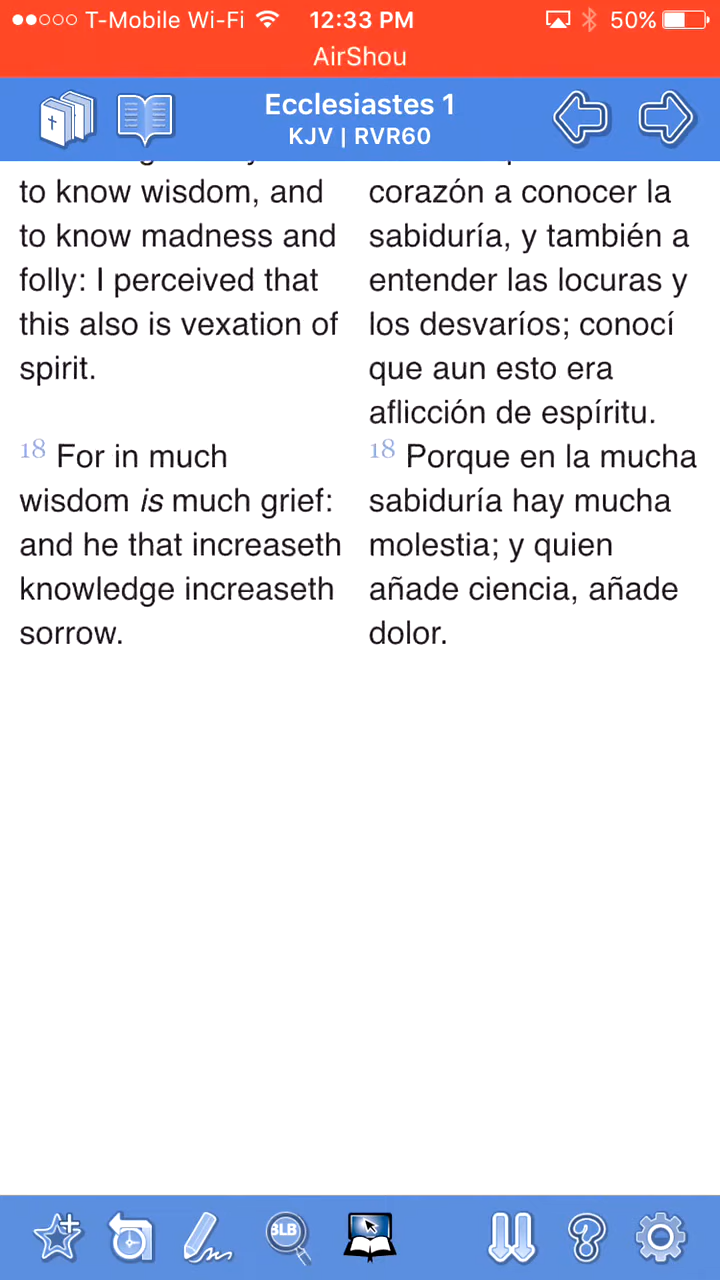 T-Mobile Wi-Fi 12:33 PM 50%
AirShou
Ecclesiastes 1
KJV | RVR60
to know wisdom, and
to know madness and
folly: I perceived that
this also is vexation of
spirit.
18 For in much
wisdom is much grief:
and he that increaseth
knowledge increaseth
sorrow.
corazón a conocer la
sabiduría, y también a
entender las locuras y
los desvaríos; conocí
que aun esto era
aflicción de espíritu.
18 Porque en la mucha
sabiduría hay mucha
molestia; y quien
añade ciencia, añade
dolor.
BLB